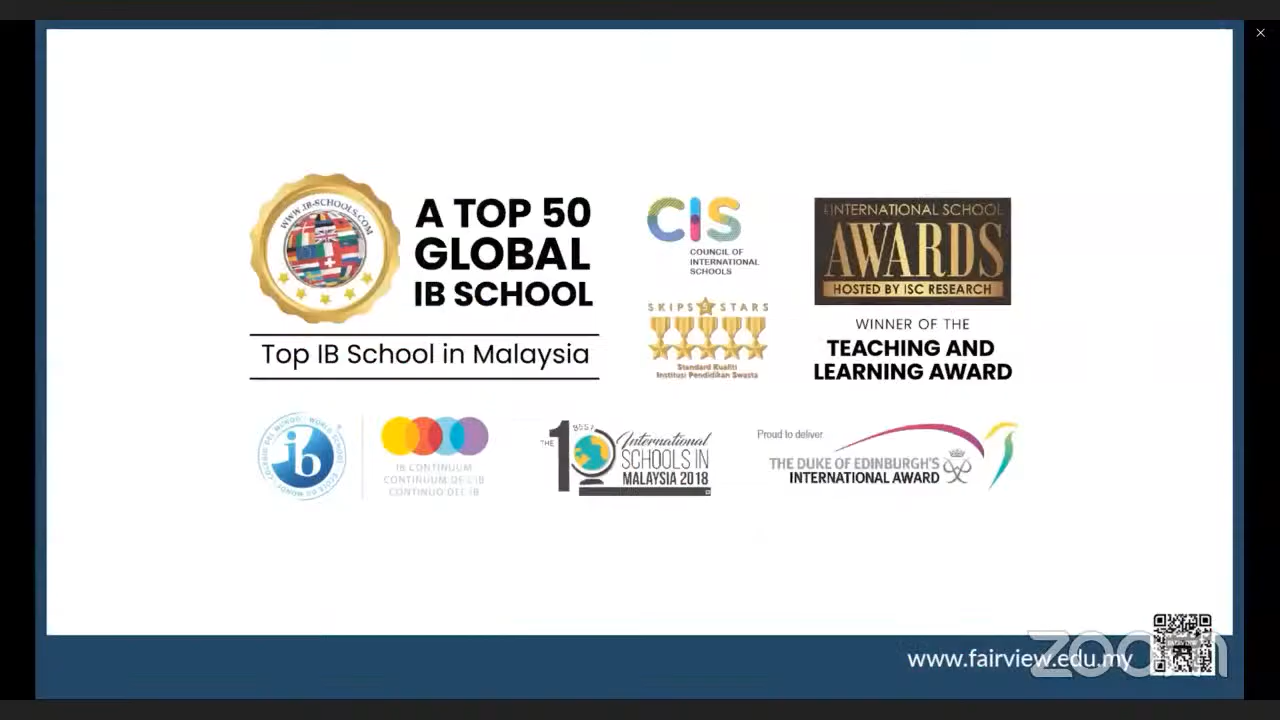 WWW.IB-SCHOOLS.COM
A TOP 50
GLOBAL
IB SCHOOL
Top IB School in Malaysia
CIS
COUNCIL OF
INTERNATIONAL
SCHOOLS
SKIPS 5 STARS
Standard Kualiti
Institusi Pendidikan Swasta
INTERNATIONAL SCHOOL
AWARDS
HOSTED BY ISC RESEARCH
WINNER OF THE
TEACHING AND
LEARNING AWARD
ib
IB CONTINUUM
CONTINUUM DE L'IB
CONTINUO DEL IB
THE 10 BEST
International
SCHOOLS IN
MALAYSIA 2018
Proud to deliver
THE DUKE OF EDINBURGH'S
INTERNATIONAL AWARD
www.fairview.edu.my
zoom